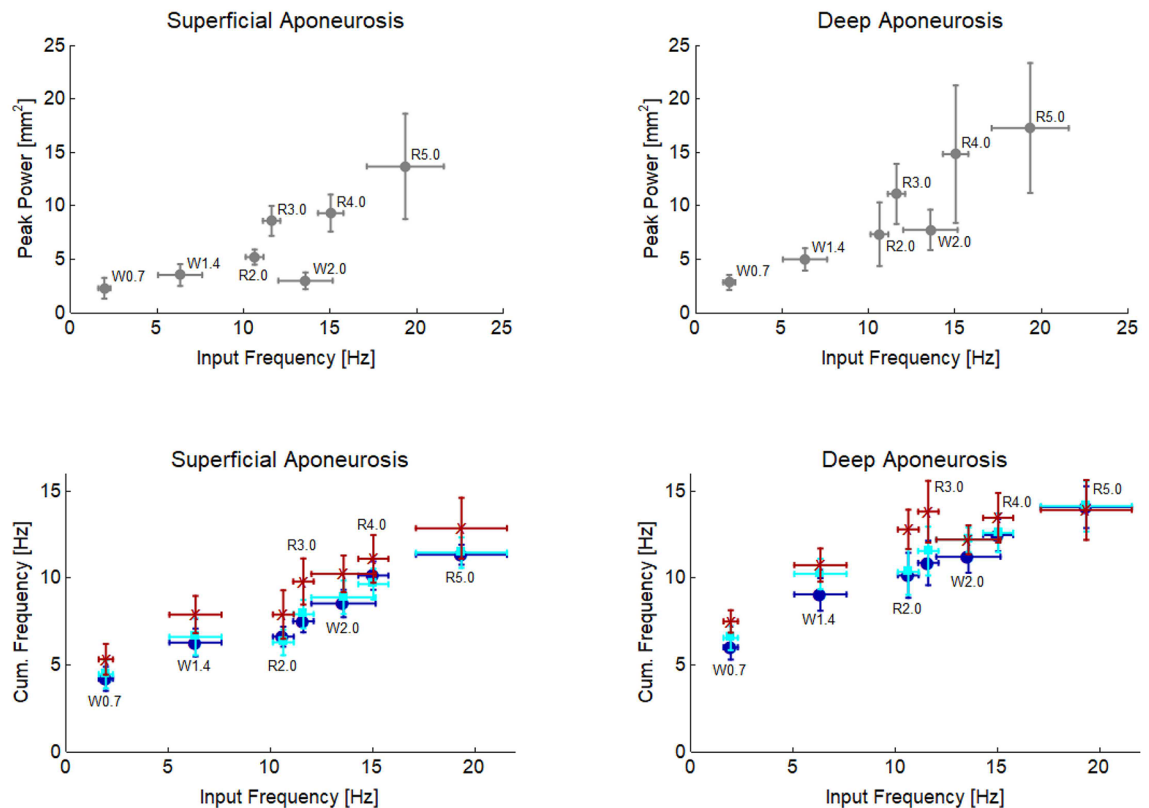 Superficial Aponeurosis
Peak Power [mm²]
25
20
15
10
5
0
R5.0
R3.0
R4.0
W0.7
W1.4
R2.0
W2.0
0 5 10 15 20 25
Input Frequency [Hz]
Deep Aponeurosis
Peak Power [mm²]
25
20
15
10
5
0
R5.0
R4.0
R3.0
R2.0
W2.0
W1.4
W0.7
0 5 10 15 20 25
Input Frequency [Hz]
Superficial Aponeurosis
Cum. Frequency [Hz]
15
10
5
0
R4.0
R3.0
R5.0
W2.0
W1.4
R2.0
W0.7
0 5 10 15 20
Input Frequency [Hz]
Deep Aponeurosis
Cum. Frequency [Hz]
15
10
5
0
R3.0
R4.0
R5.0
W2.0
W1.4
R2.0
W0.7
0 5 10 15 20
Input Frequency [Hz]